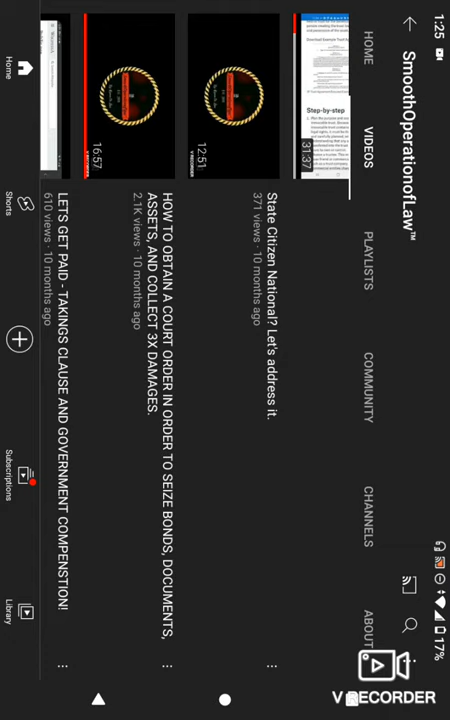 1:25
17%
SmoothOperationofLaw™
HOME VIDEOS PLAYLISTS COMMUNITY CHANNELS ABOUT
Step-by-step
31:37
State Citizen National? Let's address it.
371 views · 10 months ago
12:51
V RECORDER
HOW TO OBTAIN A COURT ORDER IN ORDER TO SEIZE BONDS, DOCUMENTS,
ASSETS, AND COLLECT 3X DAMAGES.
2.1K views · 10 months ago
16:57
V RECORDER
LETS GET PAID - TAKINGS CLAUSE AND GOVERNMENT COMPENSTION!
610 views · 10 months ago
Home Shorts Subscriptions Library
V RECORDER